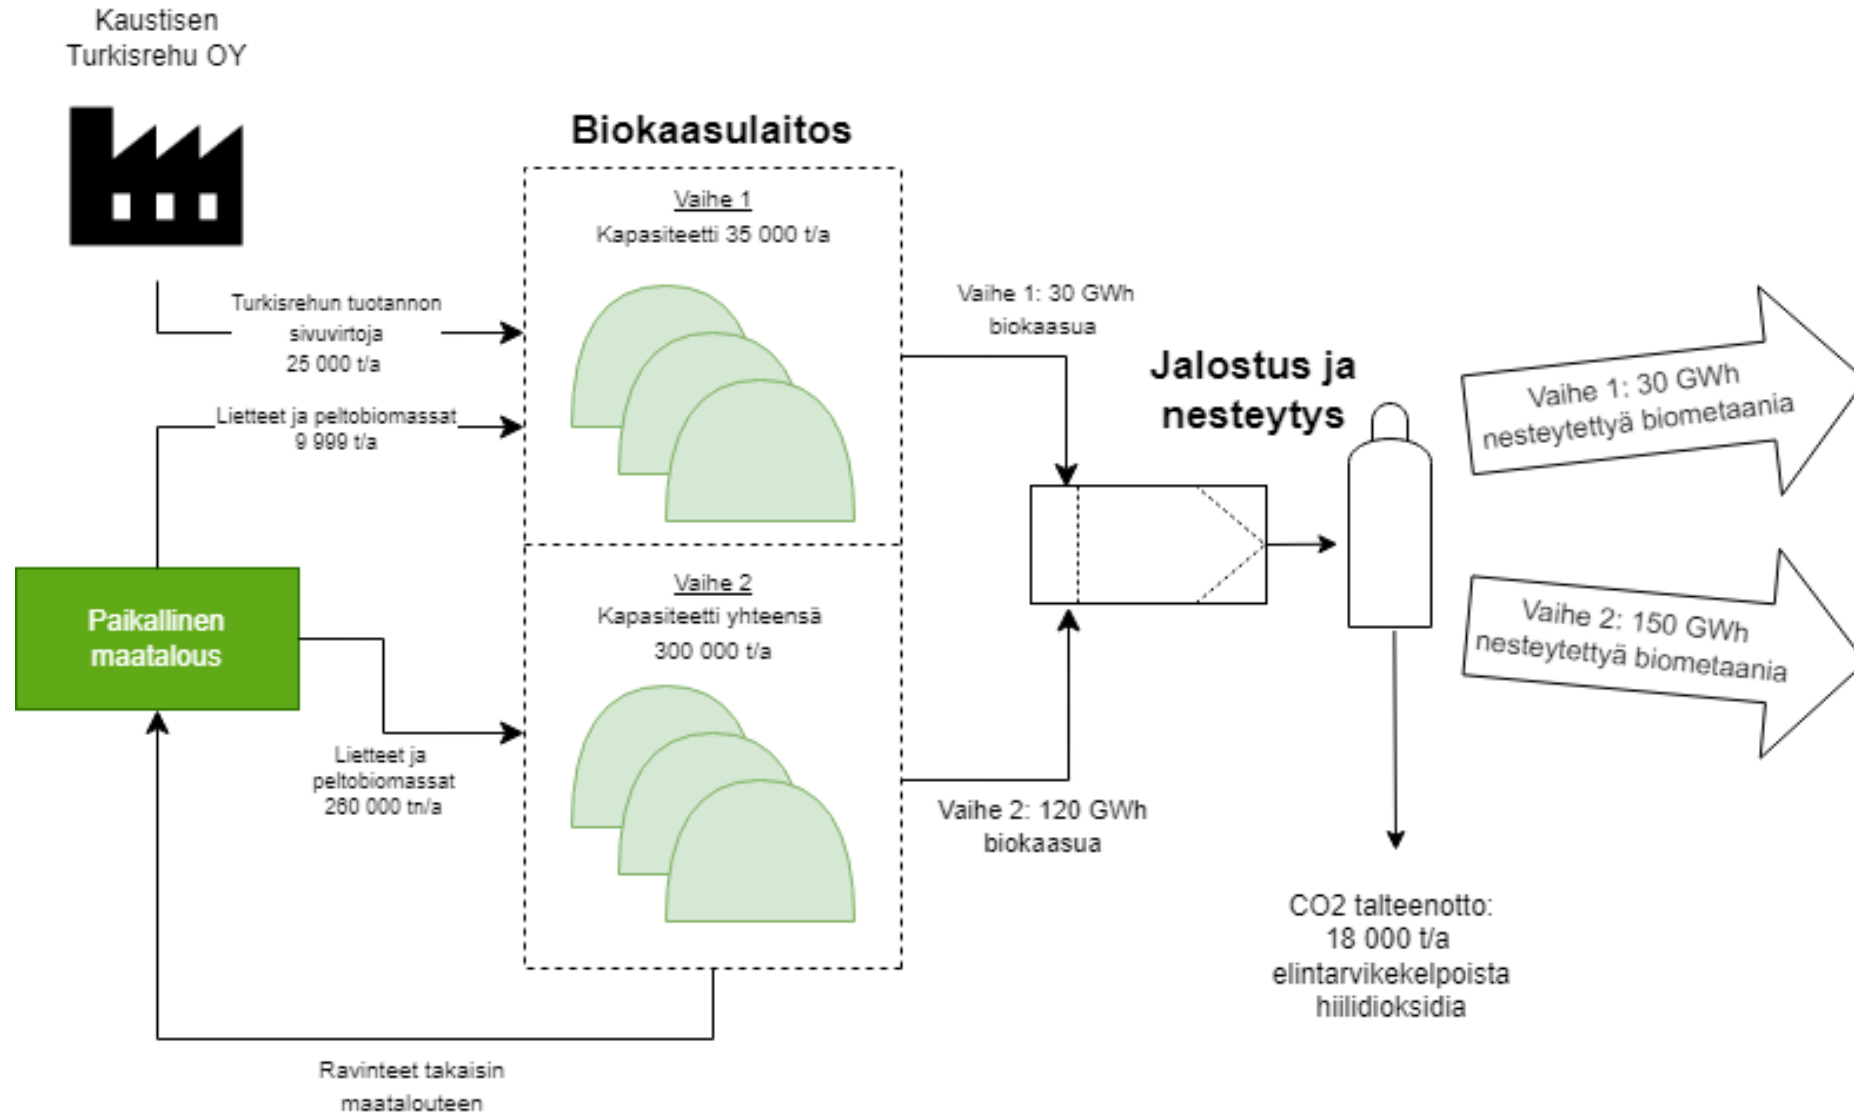 Kaustisen
Turkisrehu OY
Biokaasulaitos
Vaihe 1
Kapasiteetti 35 000 t/a
Turkisrehun tuotannon
sivuvirtoja
25 000 t/a
Lietteet ja peltobiomassat
9 999 t/a
Vaihe 1: 30 GWh
biokaasua
Jalostus ja
nesteytys
Vaihe 1: 30 GWh
nesteytettyä biometaania
Paikallinen
maatalous
Vaihe 2
Kapasiteetti yhteensä
300 000 t/a
Vaihe 2: 150 GWh
nesteytettyä biometaania
Lietteet ja
peltobiomassat
260 000 tn/a
Vaihe 2: 120 GWh
biokaasua
CO2 talteenotto:
18 000 t/a
elintarvikekelpoista
hiilidioksidia
Ravinteet takaisin
maatalouteen